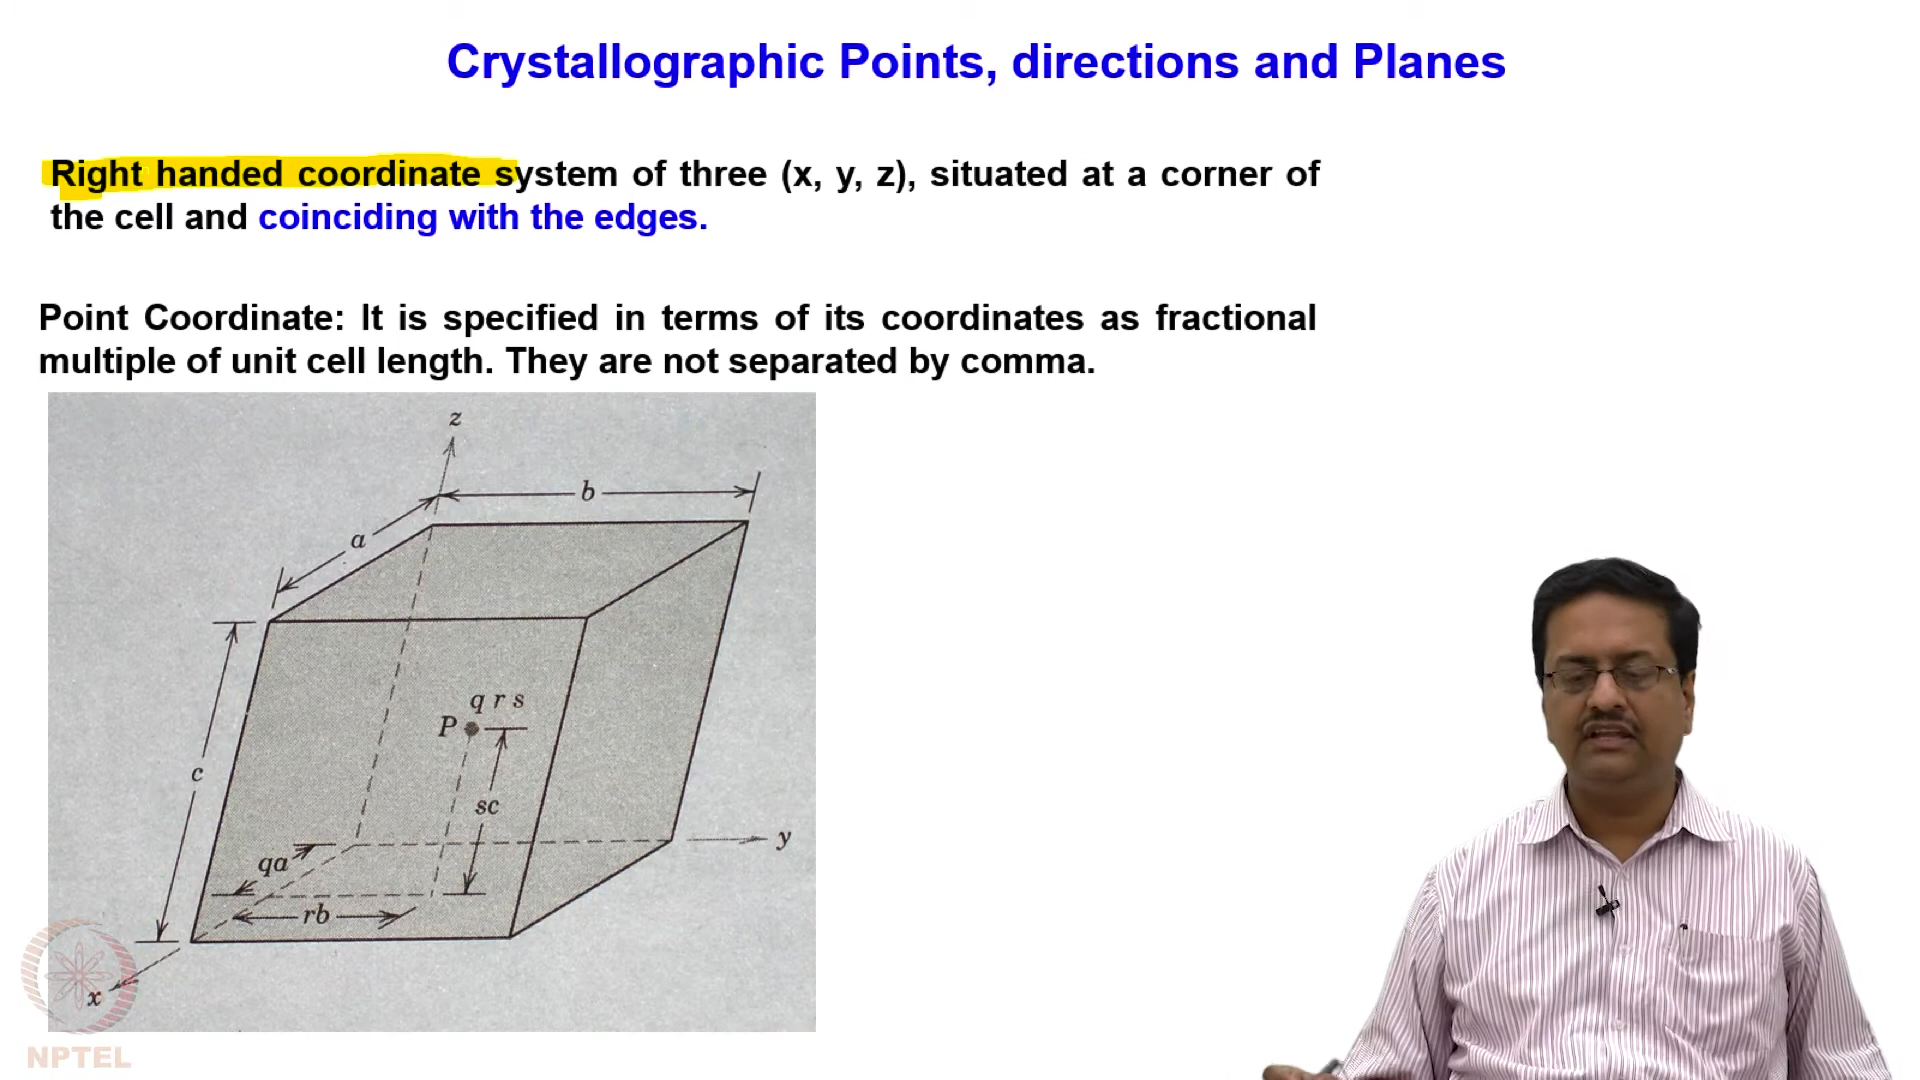 Crystallographic Points, directions and Planes
Right handed coordinate system of three (x, y, z), situated at a corner of
the cell and coinciding with the edges.
Point Coordinate: It is specified in terms of its coordinates as fractional
multiple of unit cell length. They are not separated by comma.
z
b
a
q r s
P
c
sc
y
qa
rb
x
NPTEL